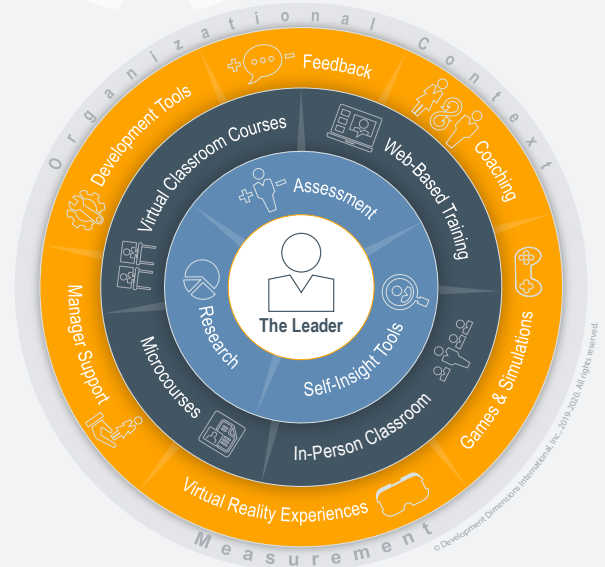 Organizational Context
Feedback
Coaching
Games & Simulations
Virtual Reality Experiences
Manager Support
Development Tools
Virtual Classroom Courses
Web-Based Training
In-Person Classroom
Microcourses
Assessment
Self-Insight Tools
Research
The Leader
Measurement
© Development Dimensions International, Inc., 2019-2020. All rights reserved.